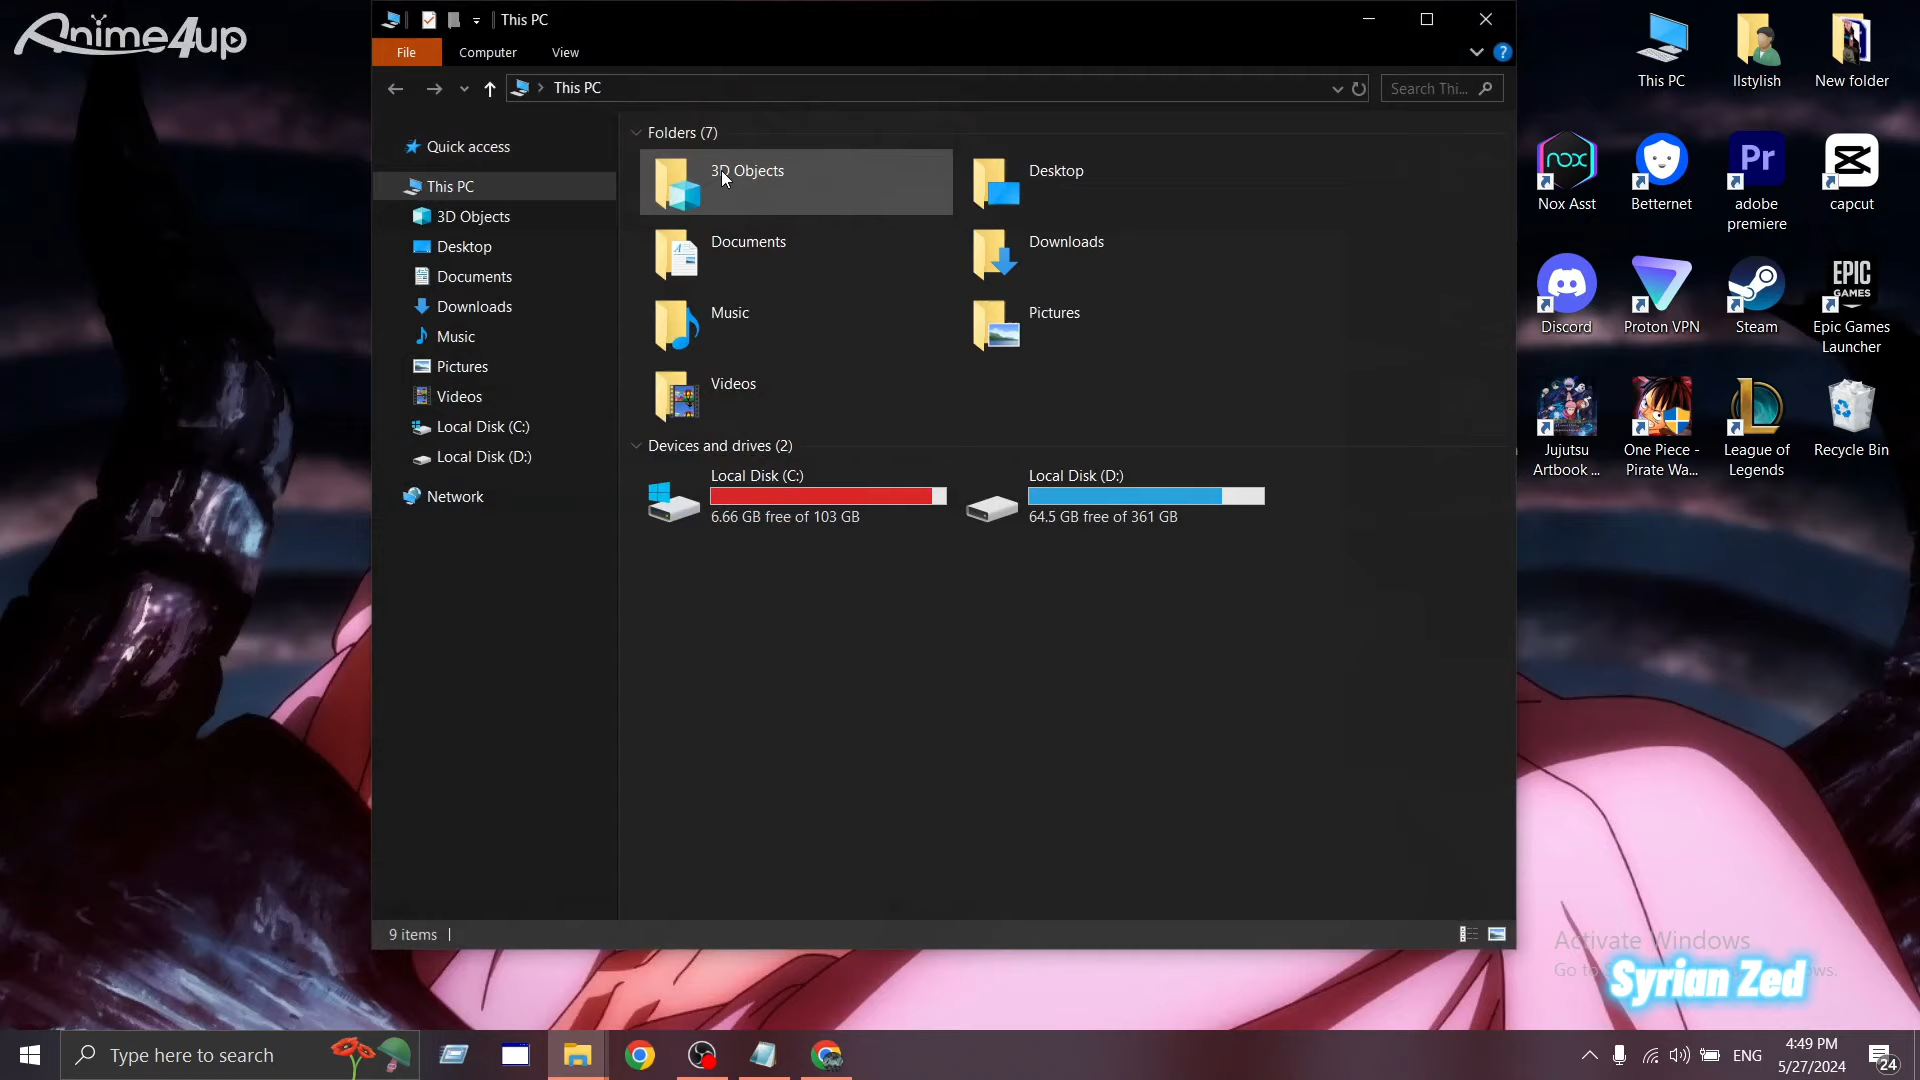 Anime4up
This PC
File
Computer
View
This PC
Search Thi...
Quick access
This PC
3D Objects
Desktop
Documents
Downloads
Music
Pictures
Videos
Local Disk (C:)
Local Disk (D:)
Network
Folders (7)
3D Objects
Desktop
Documents
Downloads
Music
Pictures
Videos
Devices and drives (2)
Local Disk (C:)
6.66 GB free of 103 GB
Local Disk (D:)
64.5 GB free of 361 GB
9 items
This PC
llstylish
New folder
nox
Nox Asst
Betternet
Pr
adobe
premiere
capcut
Discord
Proton VPN
Steam
EPIC
GAMES
Epic Games
Launcher
Jujutsu
Artbook ...
One Piece -
Pirate Wa...
League of
Legends
Recycle Bin
Activate Windows
Go to
Syrian Zed
Type here to search
ENG
4:49 PM
5/27/2024
24